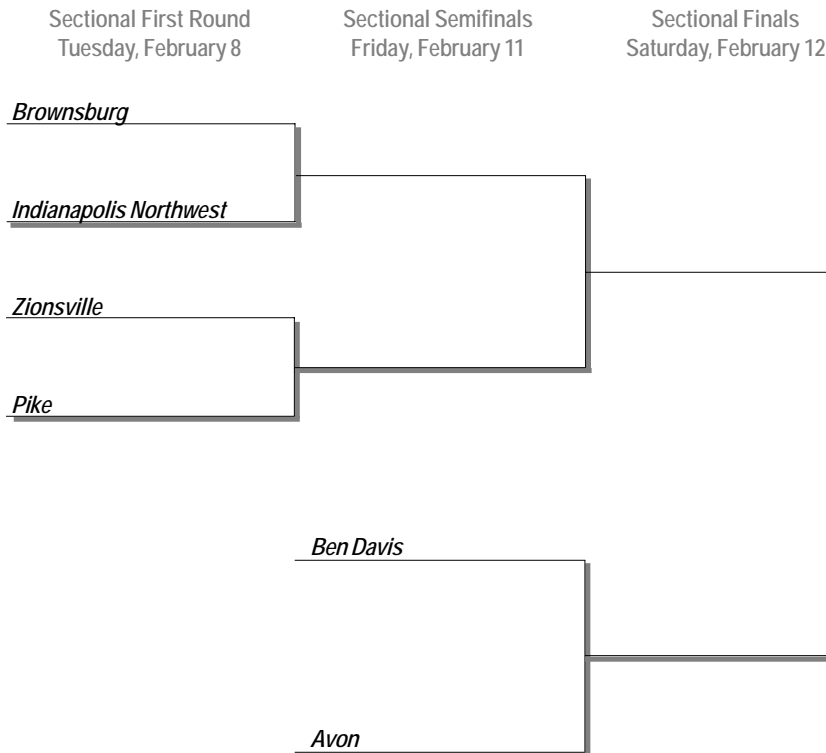 Sectional First Round
Tuesday, February 8
Sectional Semifinals
Friday, February 11
Sectional Finals
Saturday, February 12
Brownsburg
Indianapolis Northwest
Zionsville
Pike
Ben Davis
Avon